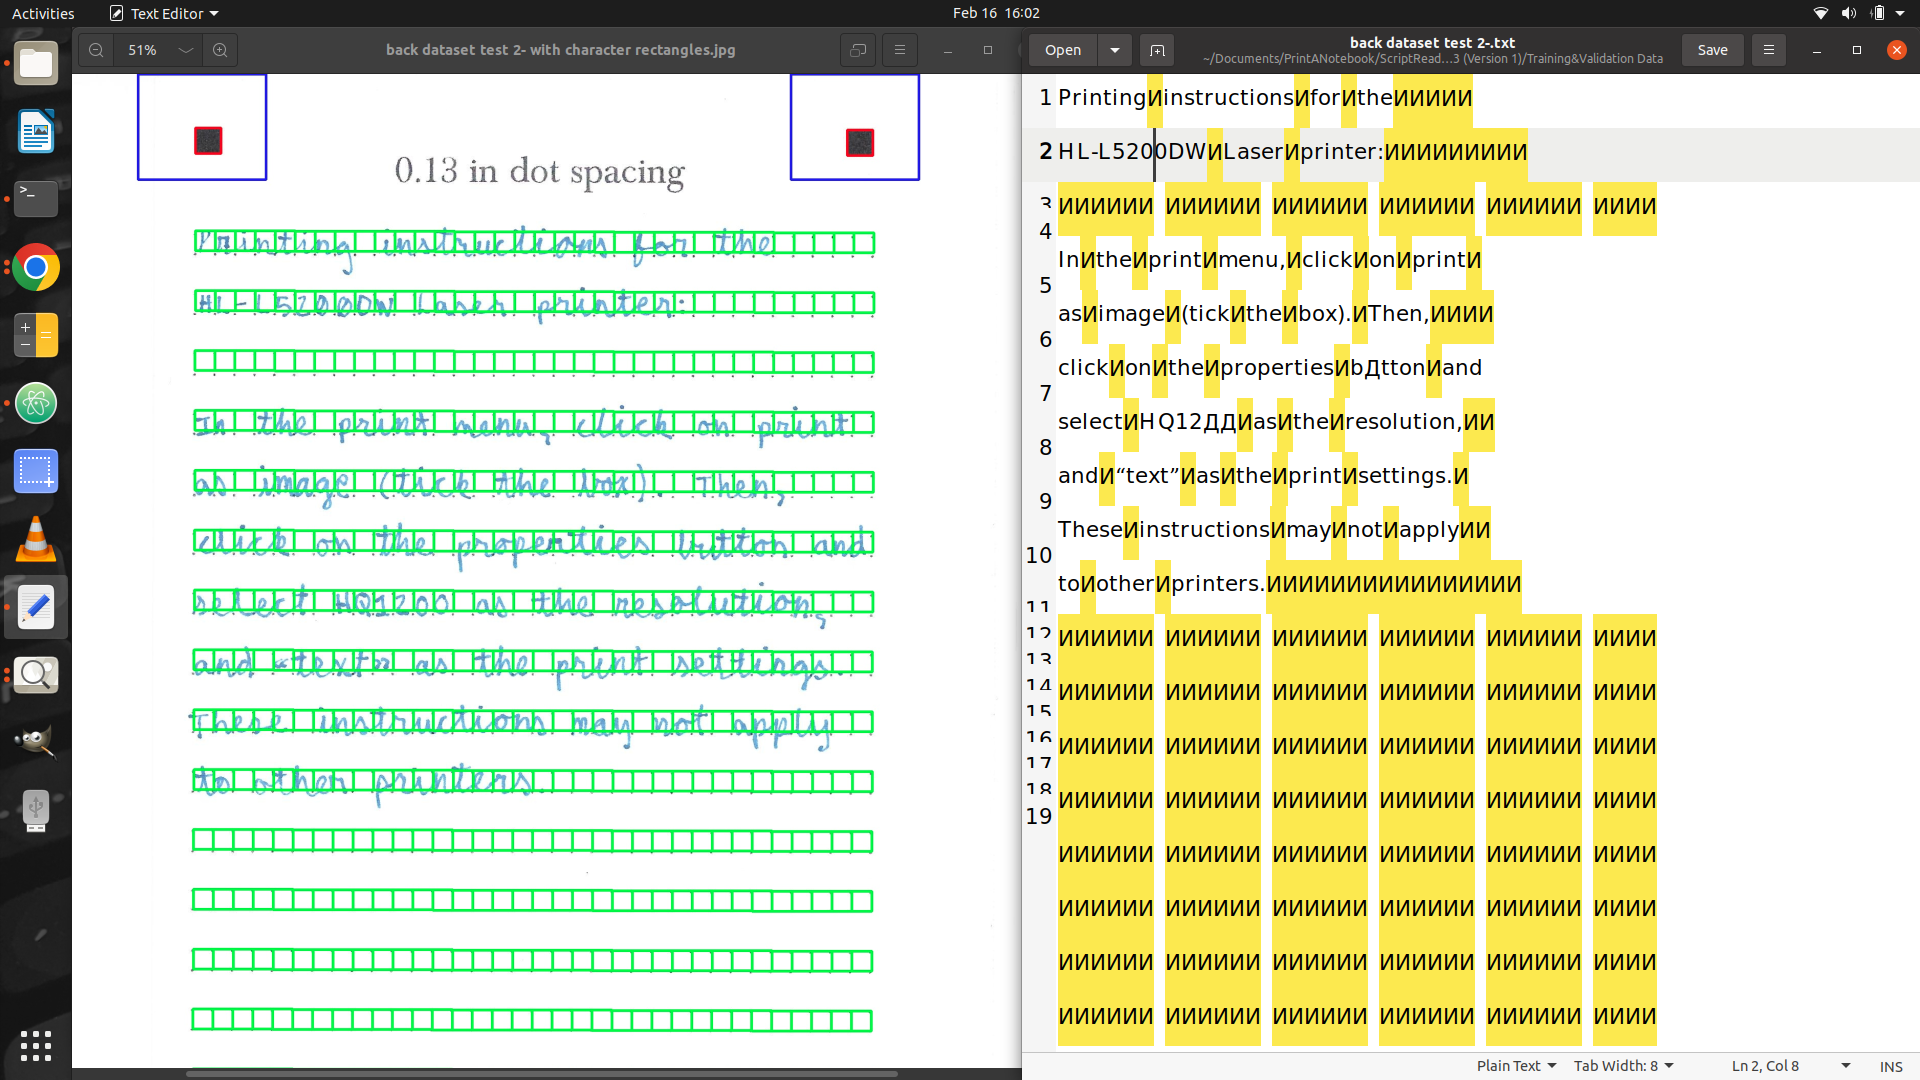 Activities
Text Editor
Feb 16 16:02
51%
back dataset test 2- with character rectangles.jpg
0.13 in dot spacing
Printing instructions for the
HL-L5200DW Laser printer:
In the print menu, click on print
as image (tick the box). Then,
click on the properties button and
select HQ1200 as the resolution,
and "text" as the print settings.
These instructions may not apply
to other printers.
Open
back dataset test 2-.txt
~/Documents/PrintANotebook/ScriptRead...3 (Version 1)/Training&Validation Data
Save
1 PrintingИinstructionsИforИtheИИИИИ
2 HL-L5200DWИLaserИprinter:ИИИИИИИИИ
3 ИИИИИИ ИИИИИИ ИИИИИИ ИИИИИИ ИИИИИИ ИИИИ
4 InИtheИprintИmenu,ИclickИonИprintИ
5 asИimageИ(tickИtheИbox).ИThen,ИИИИ
6 clickИonИtheИpropertiesИbДttonИand
7 selectИHQ12ДДИasИtheИresolution,ИИ
8 andИ“text”ИasИtheИprintИsettings.И
9 TheseИinstructionsИmayИnotИapplyИИ
10 toИotherИprinters.ИИИИИИИИИИИИИИИИ
11 ИИИИИИ ИИИИИИ ИИИИИИ ИИИИИИ ИИИИИИ ИИИИ
12 ИИИИИИ ИИИИИИ ИИИИИИ ИИИИИИ ИИИИИИ ИИИИ
13 ИИИИИИ ИИИИИИ ИИИИИИ ИИИИИИ ИИИИИИ ИИИИ
14 ИИИИИИ ИИИИИИ ИИИИИИ ИИИИИИ ИИИИИИ ИИИИ
15 ИИИИИИ ИИИИИИ ИИИИИИ ИИИИИИ ИИИИИИ ИИИИ
16 ИИИИИИ ИИИИИИ ИИИИИИ ИИИИИИ ИИИИИИ ИИИИ
17 ИИИИИИ ИИИИИИ ИИИИИИ ИИИИИИ ИИИИИИ ИИИИ
18 ИИИИИИ ИИИИИИ ИИИИИИ ИИИИИИ ИИИИИИ ИИИИ
19
Plain Text
Tab Width: 8
Ln 2, Col 8
INS